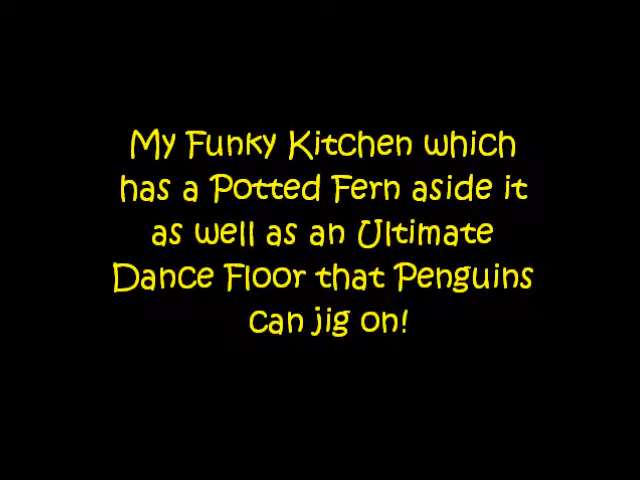 My Funky Kitchen which
has a Potted Fern aside it
as well as an Ultimate
Dance Floor that Penguins
can jig on!